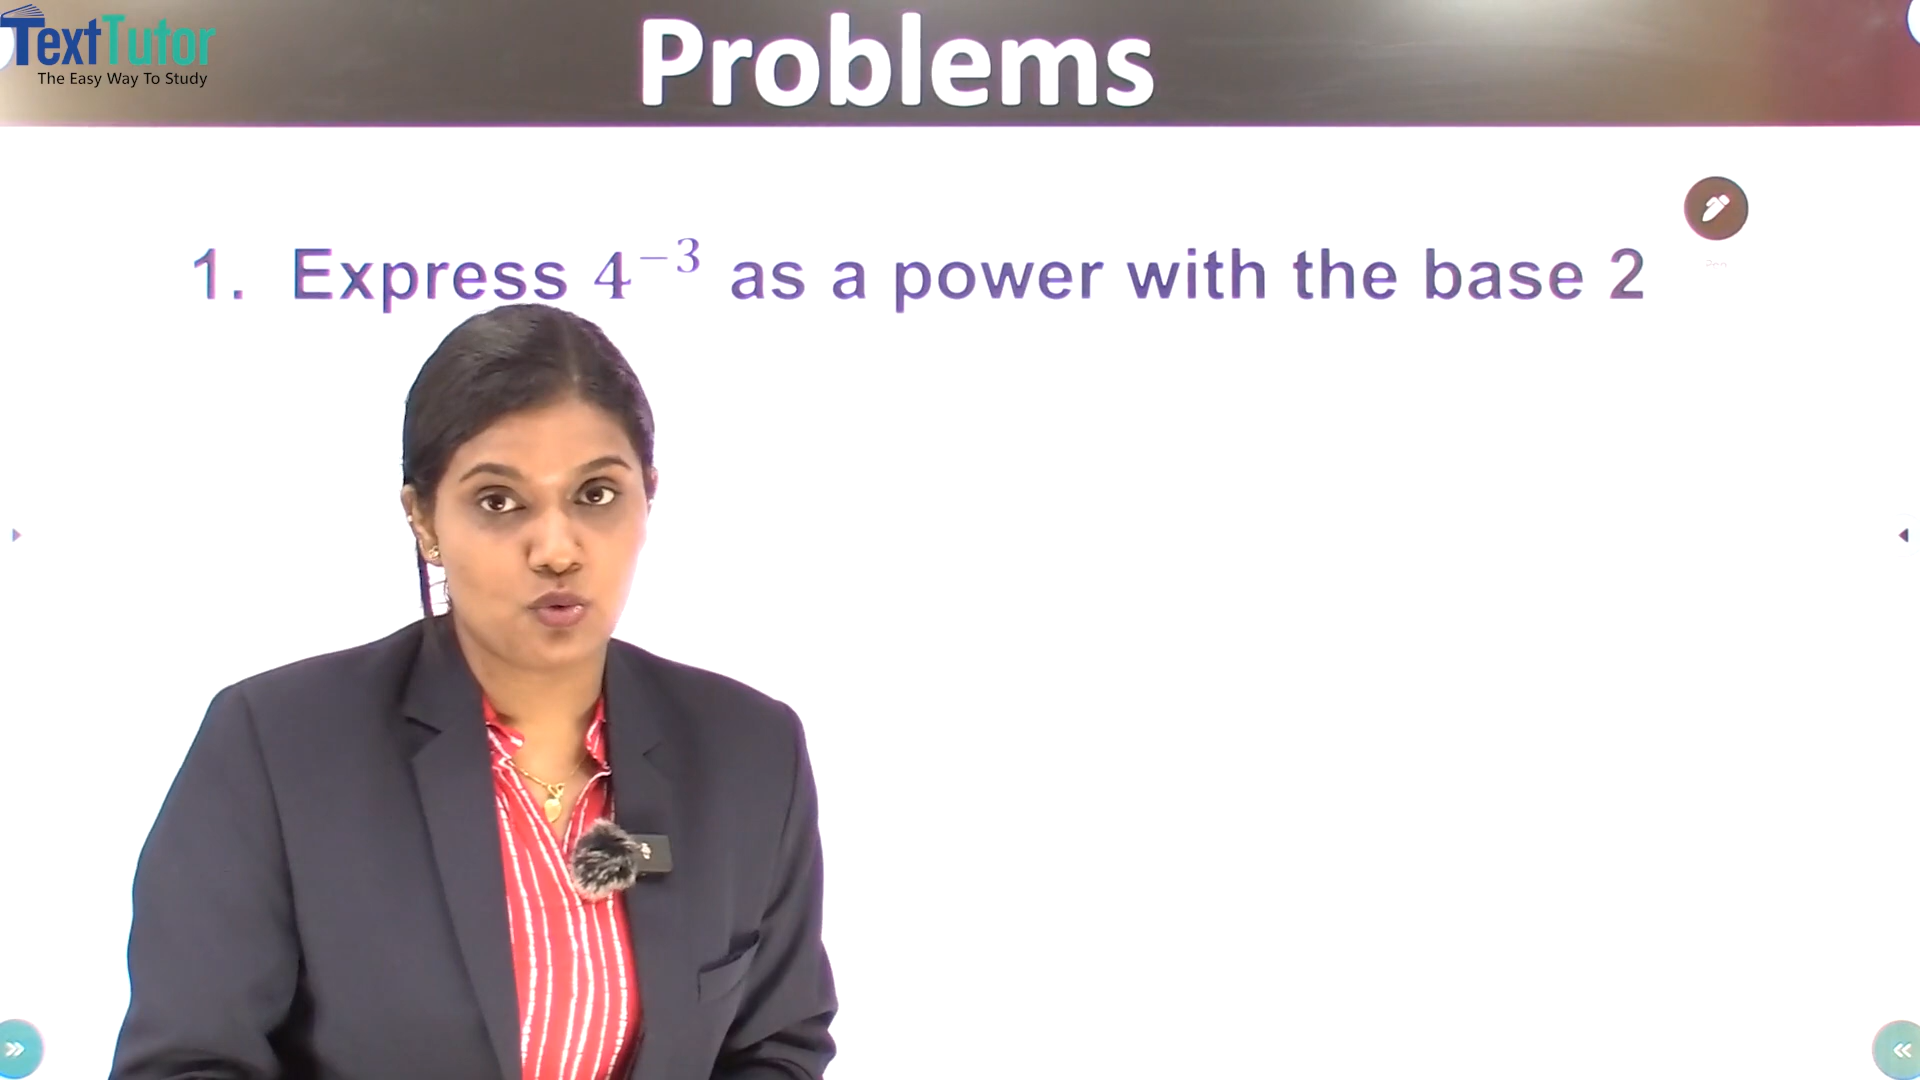 TextTutor
The Easy Way To Study
Problems
1. Express 4⁻³ as a power with the base 2